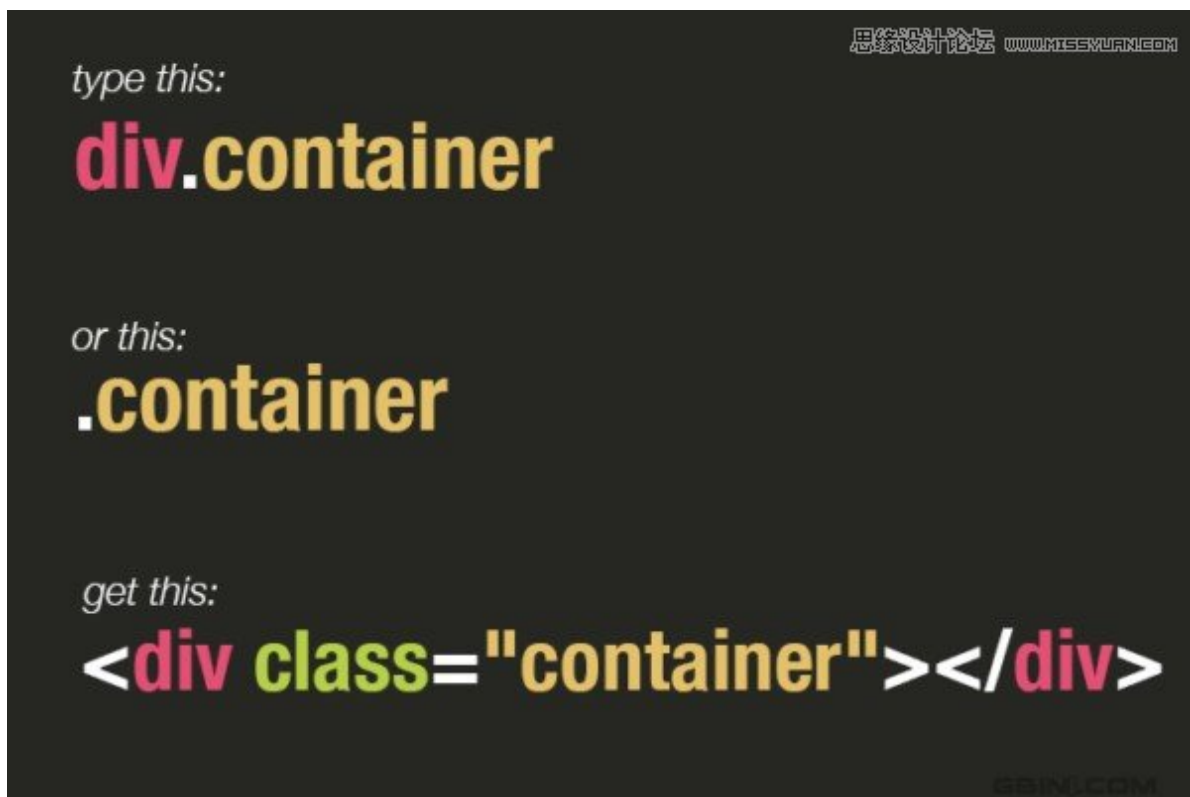 思缘设计论坛 WWW.MISSYUAN.COM
type this:
div.container
or this:
.container
get this:
<div class="container"></div>